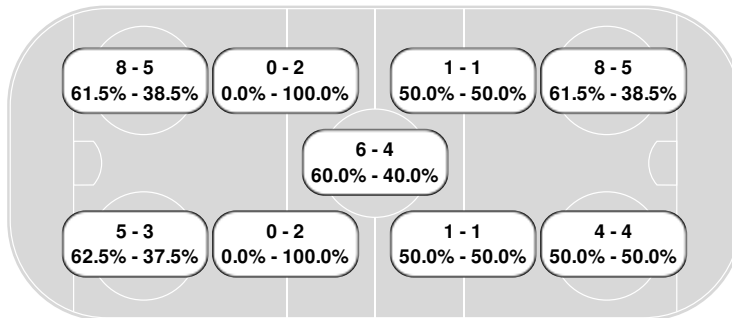 8 - 5
61.5% - 38.5%
0 - 2
0.0% - 100.0%
1 - 1
50.0% - 50.0%
8 - 5
61.5% - 38.5%
6 - 4
60.0% - 40.0%
5 - 3
62.5% - 37.5%
0 - 2
0.0% - 100.0%
1 - 1
50.0% - 50.0%
4 - 4
50.0% - 50.0%